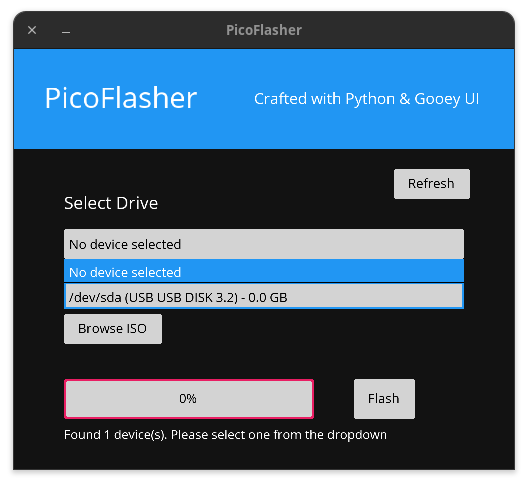 PicoFlasher
PicoFlasher
Crafted with Python & Gooey UI
Refresh
Select Drive
No device selected
No device selected
/dev/sda (USB USB DISK 3.2) - 0.0 GB
Browse ISO
0%
Flash
Found 1 device(s). Please select one from the dropdown